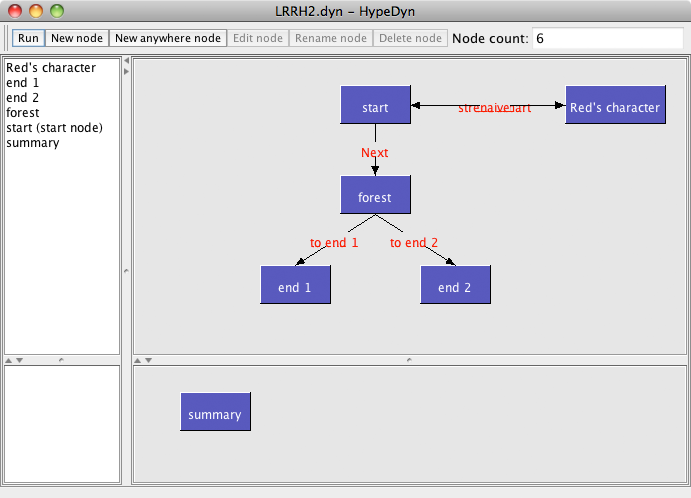 LRRH2.dyn – HypeDyn
Run New node New anywhere node Edit node Rename node Delete node Node count: 6
Red's character
end 1
end 2
forest
start (start node)
summary
start Red's character
Next
forest
to end 1 to end 2
end 1 end 2
summary